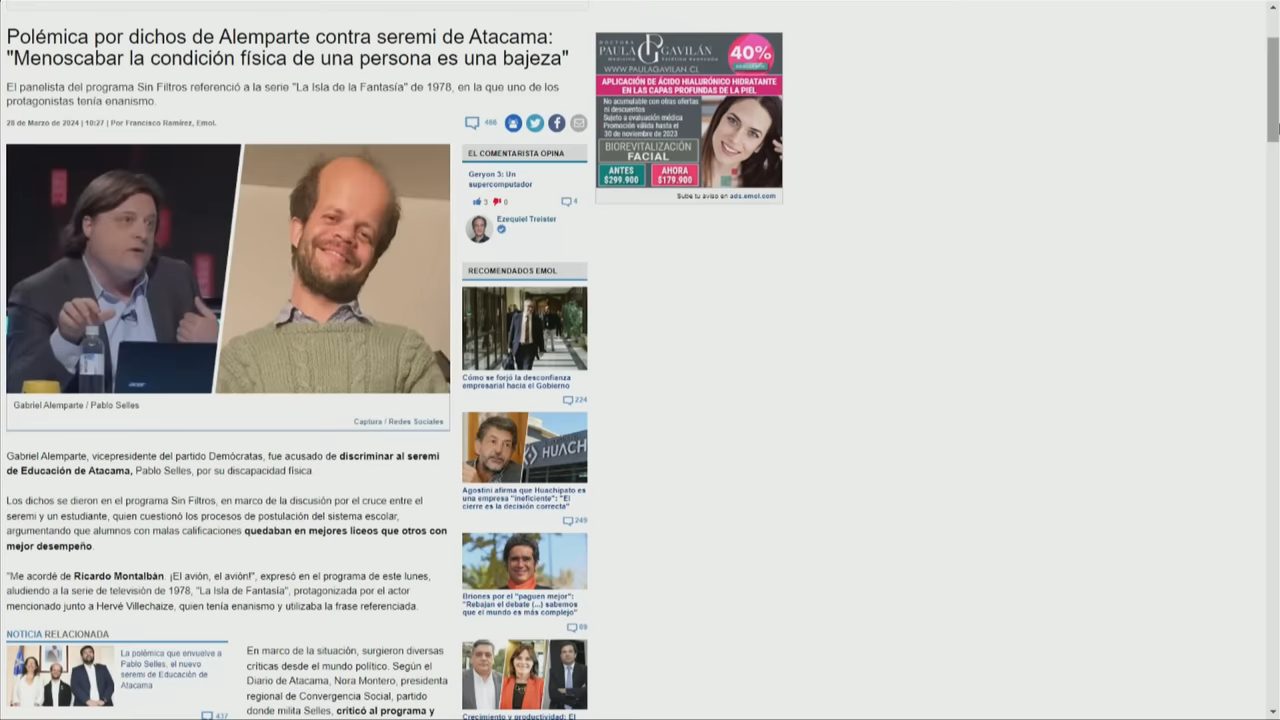 Polémica por dichos de Alemparte contra seremi de Atacama:
"Menoscabar la condición física de una persona es una bajeza"
El panelista del programa Sin Filtros referenció a la serie "La Isla de la Fantasía" de 1978, en la que uno de los
protagonistas tenía enanismo.
28 de Marzo de 2024 | 10:27 | Por Francisco Ramírez, Emol.
466
Gabriel Alemparte / Pablo Selles
Captura / Redes Sociales
Gabriel Alemparte, vicepresidente del partido Demócratas, fue acusado de discriminar al seremi
de Educación de Atacama, Pablo Selles, por su discapacidad física
Los dichos se dieron en el programa Sin Filtros, en marco de la discusión por el cruce entre el
seremi y un estudiante, quien cuestionó los procesos de postulación del sistema escolar,
argumentando que alumnos con malas calificaciones quedaban en mejores liceos que otros con
mejor desempeño.
"Me acordé de Ricardo Montalbán. ¡El avión, el avión!", expresó en el programa de este lunes,
aludiendo a la serie de televisión de 1978, "La Isla de Fantasía", protagonizada por el actor
mencionado junto a Hervé Villechaize, quien tenía enanismo y utilizaba la frase referenciada.
NOTICIA RELACIONADA
La polémica que envuelve a
Pablo Selles, el nuevo
seremi de Educación de
Atacama
437
En marco de la situación, surgieron diversas
críticas desde el mundo político. Según el
Diario de Atacama, Nora Montero, presidenta
regional de Convergencia Social, partido
donde milita Selles, criticó al programa y
EL COMENTARISTA OPINA
Geryon 3: Un
supercomputador
3
0
4
Ezequiel Treister
RECOMENDADOS EMOL
Cómo se forjó la desconfianza
empresarial hacia el Gobierno
224
HUACH
Agostini afirma que Huachipato es
una empresa "ineficiente": "El
cierre es la decisión correcta"
249
Briones por el "paguen mejor":
"Rebajan el debate (...) sabemos
que el mundo es más complejo"
89
Crecimiento y productividad: El
DOCTORA
PAULA GAVILÁN
Medicina Estética Avanzada
WWW.PAULAGAVILAN.CL
40%
APLICACIÓN DE ÁCIDO HIALURÓNICO HIDRATANTE
EN LAS CAPAS PROFUNDAS DE LA PIEL
No acumulable con otras ofertas
ni descuentos
Sujeto a evaluación médica
Promoción válida hasta el
30 de noviembre de 2023
BIOREVITALIZACIÓN
FACIAL
ANTES
$299.900
AHORA
$179.900
Sube tu aviso en ads.emol.com